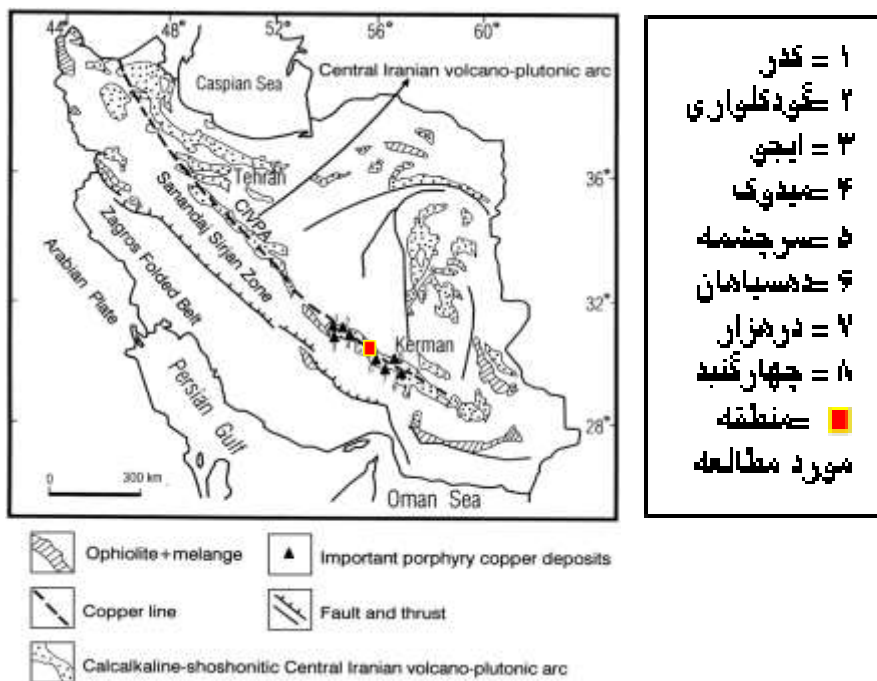 44°
48°
52°
56°
60°
Caspian Sea
Central Iranian volcano-plutonic arc
Tehran
36°
CIVPA
Sanandaj Sirjan Zone
Zagros Folded Belt
Arabian Plate
32°
Kerman
Persian Gulf
28°
0 300 km
Oman Sea
Ophiolite+melange
Important porphyry copper deposits
Copper line
Fault and thrust
Calcalkaline-shoshonitic Central Iranian volcano-plutonic arc
۱ = کدر
۲ =گودکلواری
۳ = ایجو
۴ =میدوک
۵ =سرچشمه
۶ =دهسیاهان
۷ = درهزار
۸ = چهارگنبد
=منطقه
مورد مطالعه